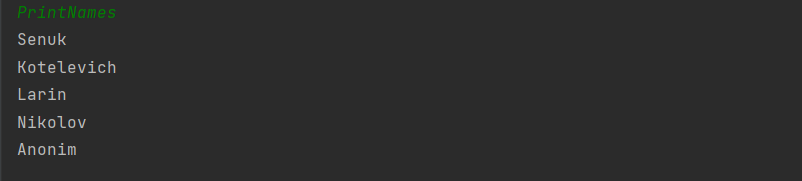 PrintNames
Senuk
Kotelevich
Larin
Nikolov
Anonim